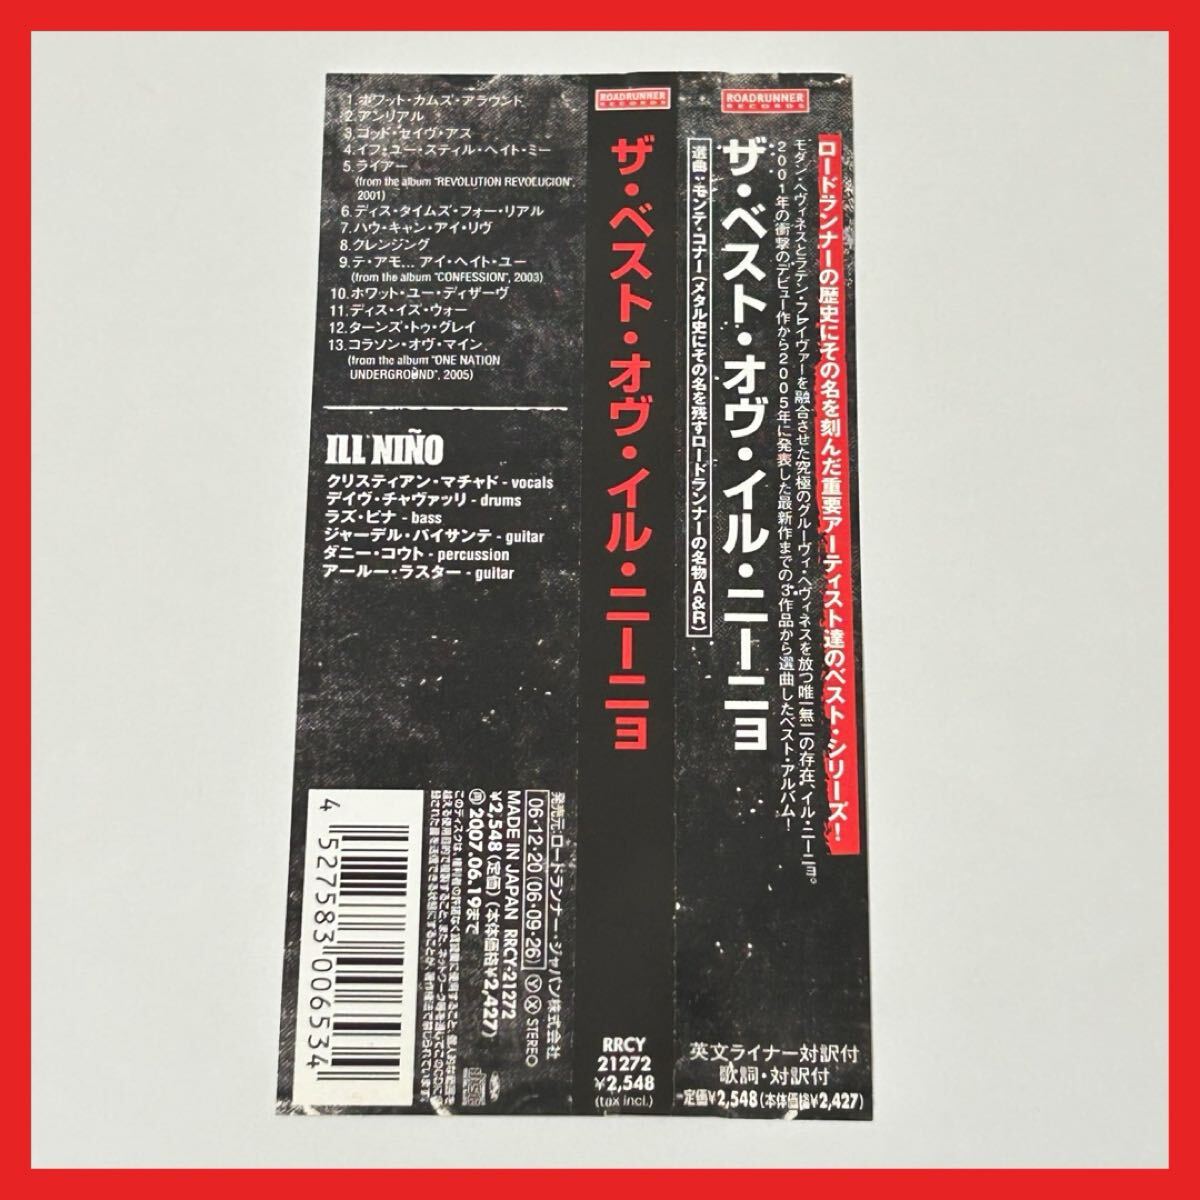 1.ホワット・カムズ・アラウンド
2.アンリアル
3.ゴッド・セイヴ・アス
4.イフ・ユー・スティル・ヘイト・ミー
5.ライアー
(from the album "REVOLUTION REVOLUCION",
2001)
6.ディス・タイムズ・フォー・リアル
7.ハウ・キャン・アイ・リヴ
8.クレンジング
9.テ・アモ... アイ・ヘイト・ユー
(from the album "CONFESSION", 2003)
10.ホワット・ユー・ディザーヴ
11.ディス・イズ・ウォー
12.ターンズ・トゥ・グレイ
13.コラソン・オヴ・マイン
(from the album "ONE NATION
UNDERGROUND", 2005)
ILL NIÑO
クリスティアン・マチャド - vocals
デイヴ・チャヴァッリ - drums
ラズ・ピナ - bass
ジャーデル・パイサンテ - guitar
ダニー・コウト - percussion
アールー・ラスター - guitar
4 527583 006534
発売元:ロードランナー・ジャパン株式会社
06・12・20 (06・09・26) Ⓨ Ⓧ STEREO
MADE IN JAPAN RRCY-21272
¥2,548(定価)(本体価格¥2,427)
2007.06.19まで
ROADRUNNER
RECORDS
ザ・ベスト・オヴ・イル・ニーニョ
RRCY
21272
¥2,548
(tax incl.)
ROADRUNNER
RECORDS
ロードランナーの歴史にその名を刻んだ重要アーティスト達のベスト・シリーズ!
モダン・ヘヴィネスとラテン・フレイヴァーを融合させた究極のグルーヴィ・ヘヴィネスを放つ唯一無二の存在、イル・ニーニョ。
2001年の衝撃のデビュー作から2005年に発表した最新作までの3作品から選曲したベスト・アルバム!
ザ・ベスト・オヴ・イル・ニーニョ
選曲:モンテ・コナー(メタル史にその名を残すロードランナーの名物A&R)
英文ライナー対訳付
歌詞・対訳付
定価¥2,548(本体価格¥2,427)